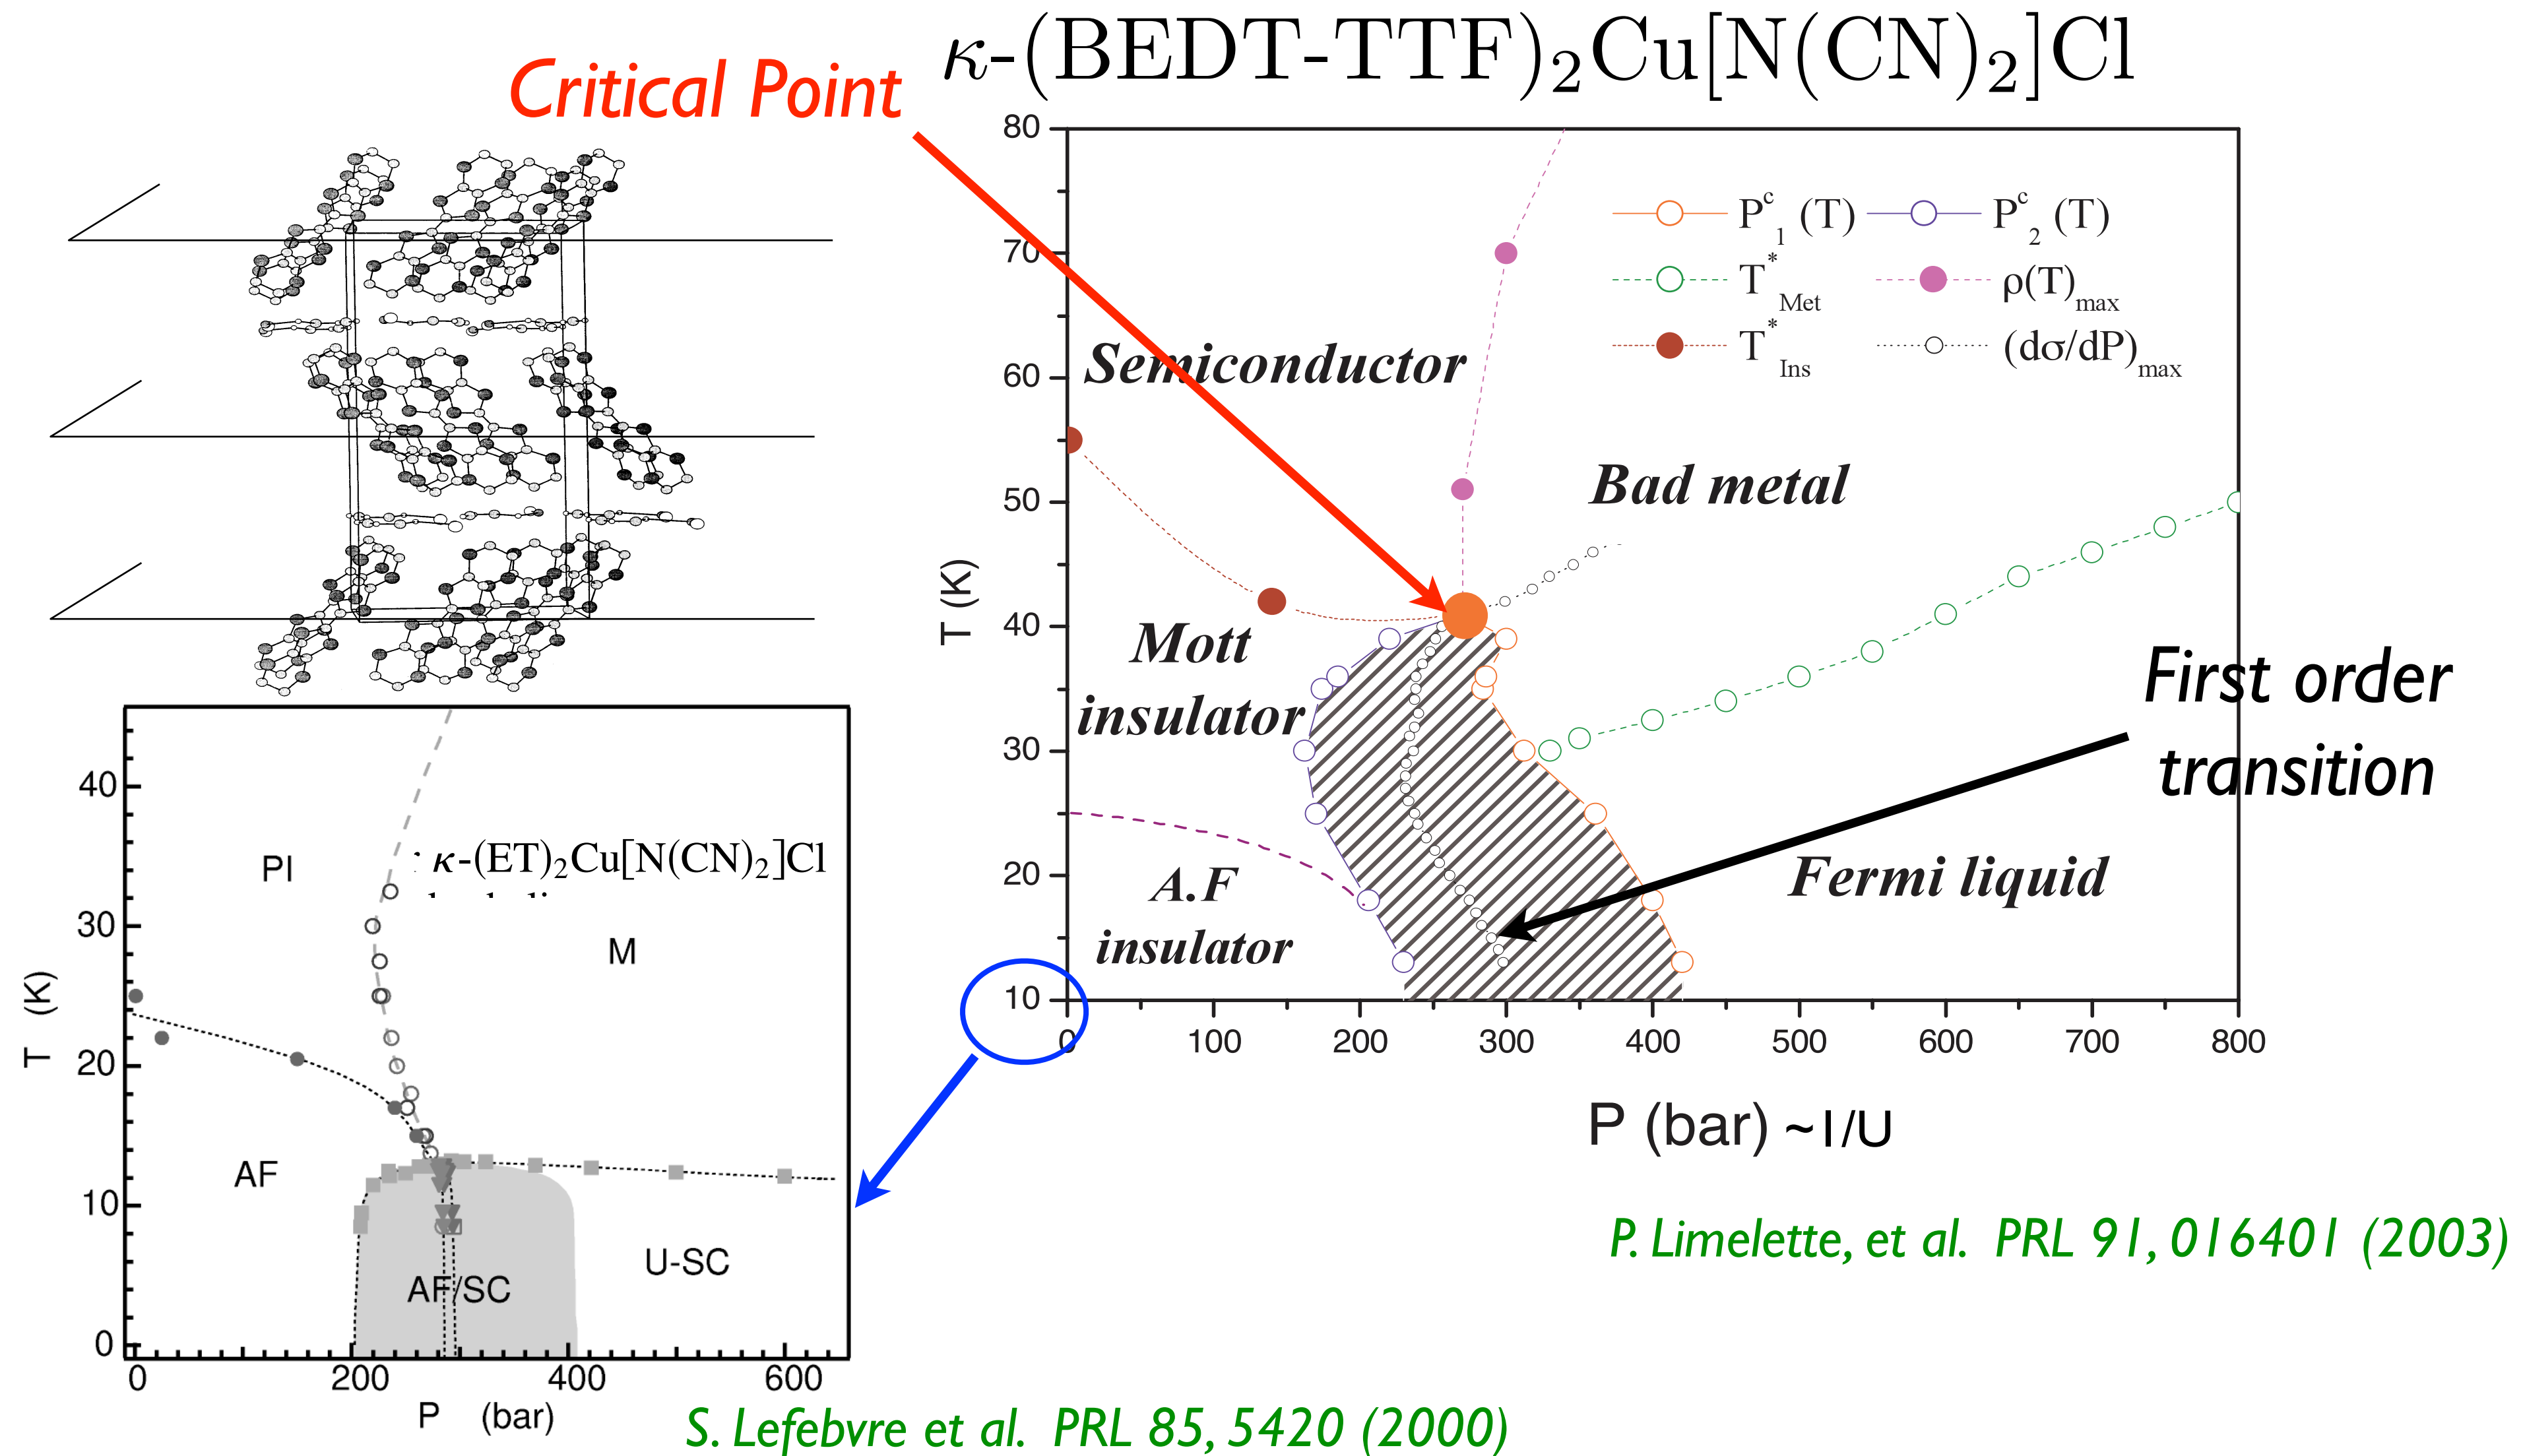 κ-(BEDT-TTF)₂Cu[N(CN)₂]Cl
Critical Point
80
70
60
50
40
30
20
10
T (K)
P₁ᶜ (T)
P₂ᶜ (T)
T*Met
ρ(T)max
T*Ins
(dσ/dP)max
Semiconductor
Bad metal
Mott
insulator
A.F
insulator
Fermi liquid
First order
transition
0 100 200 300 400 500 600 700 800
P (bar) ~1/U
P. Limelette, et al. PRL 91, 016401 (2003)
40
30
20
10
0
T (K)
PI
κ-(ET)₂Cu[N(CN)₂]Cl
M
AF
U-SC
AF/SC
0 200 400 600
P (bar)
S. Lefebvre et al. PRL 85, 5420 (2000)